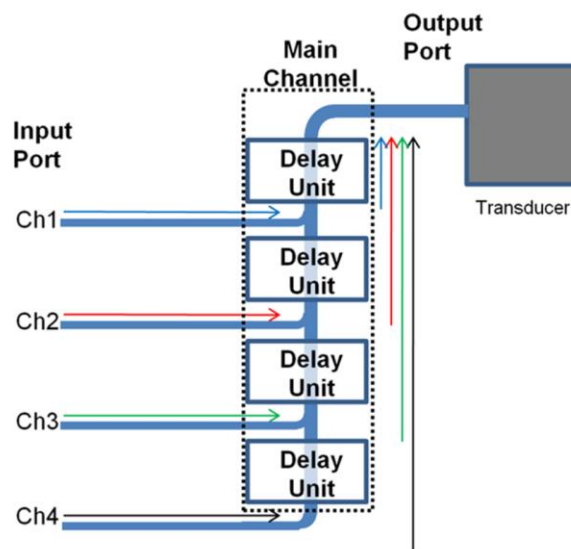 Output
Port
Main
Channel
Input
Port
Delay
Unit
Transducer
Ch1
Delay
Unit
Ch2
Delay
Unit
Ch3
Delay
Unit
Ch4